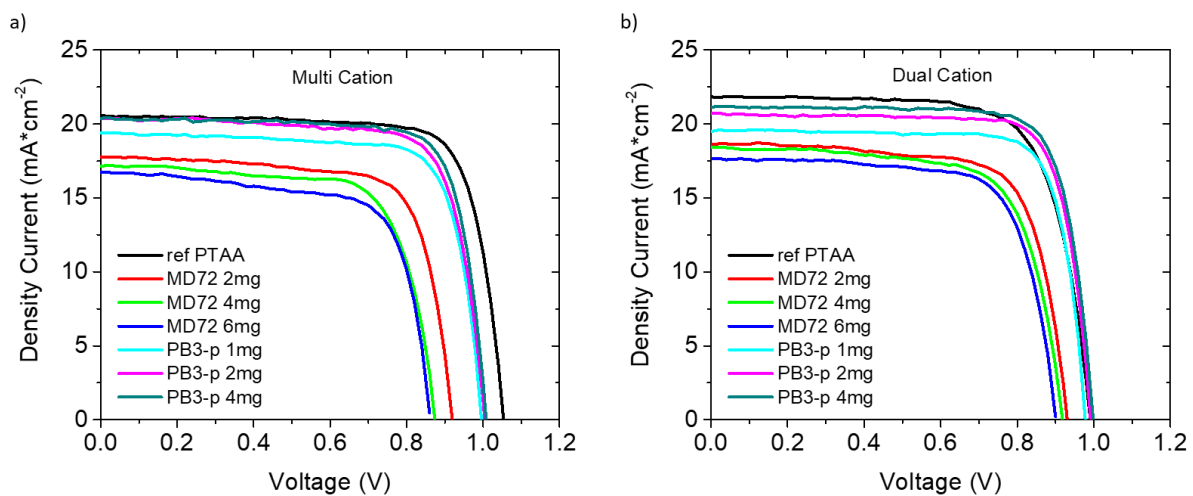 a)
Multi Cation
Density Current (mA*cm-2)
25
20
15
10
5
0
ref PTAA
MD72 2mg
MD72 4mg
MD72 6mg
PB3-p 1mg
PB3-p 2mg
PB3-p 4mg
0.0 0.2 0.4 0.6 0.8 1.0 1.2
Voltage (V)
b)
Dual Cation
Density Current (mA*cm-2)
25
20
15
10
5
0
ref PTAA
MD72 2mg
MD72 4mg
MD72 6mg
PB3-p 1mg
PB3-p 2mg
PB3-p 4mg
0.0 0.2 0.4 0.6 0.8 1.0 1.2
Voltage (V)